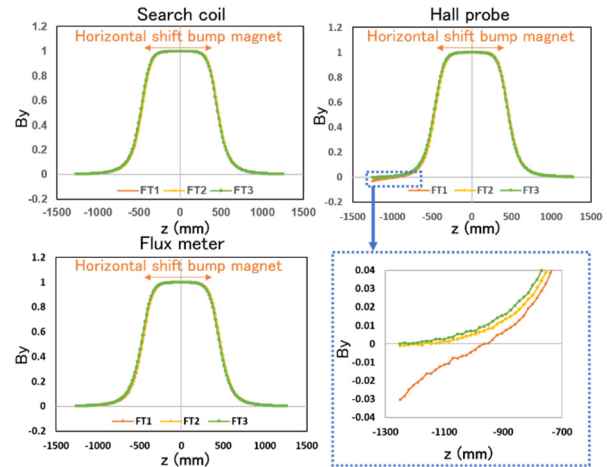 Search coil
Horizontal shift bump magnet
1.2
1
0.8
0.6
0.4
0.2
0
-0.2
By
FT1 FT2 FT3
-1500 -1000 -500 0 500 1000 1500
z (mm)
Hall probe
Horizontal shift bump magnet
1.2
1
0.8
0.6
0.4
0.2
0
-0.2
By
FT1 FT2 FT3
-1500 -1000 -500 0 500 1000 1500
z (mm)
Flux meter
Horizontal shift bump magnet
1.2
1
0.8
0.6
0.4
0.2
0
-0.2
By
FT1 FT2 FT3
-1500 -1000 -500 0 500 1000 1500
z (mm)
0.04
0.03
0.02
0.01
0
-0.01
-0.02
-0.03
-0.04
By
-1300 -1100 -900 -700
z (mm)